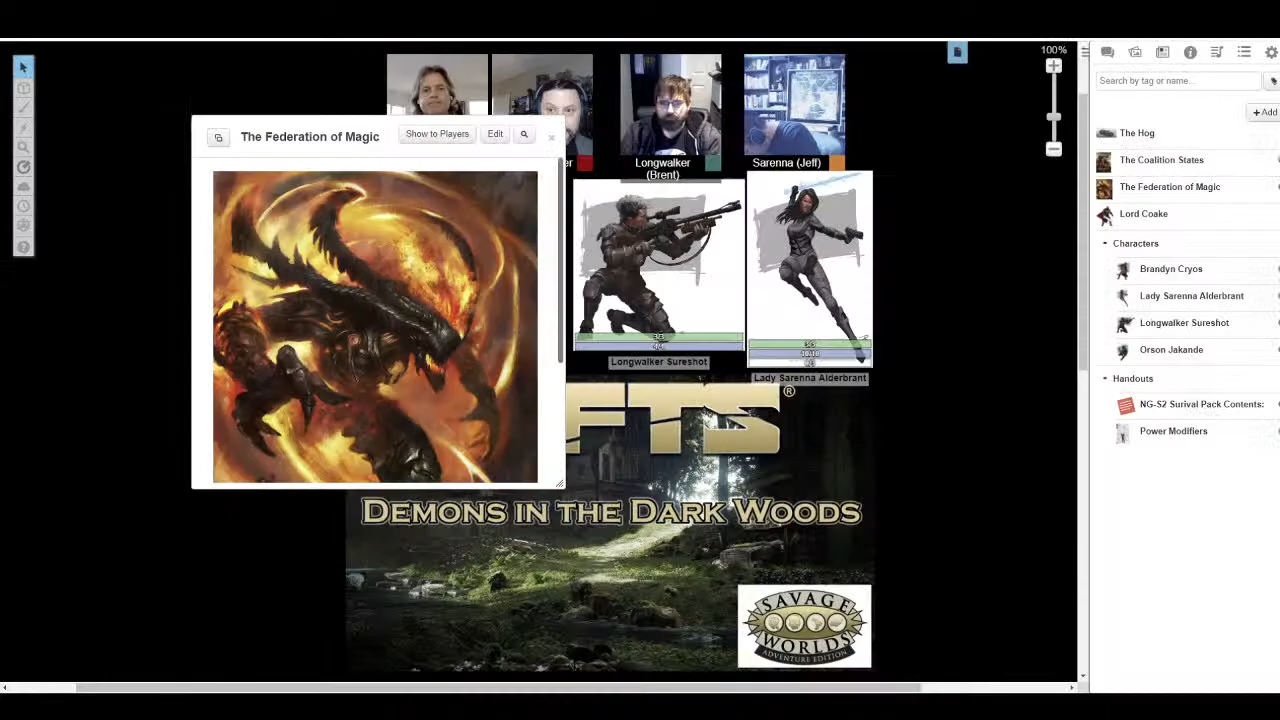 100%
Search by tag or name...
+ Add
The Federation of Magic
Show to Players
Edit
er
Longwalker
(Brent)
Sarenna (Jeff)
The Hog
The Coalition States
The Federation of Magic
Lord Coake
Characters
Brandyn Cryos
Lady Sarenna Alderbrant
Longwalker Sureshot
Orson Jakande
Handouts
NG-S2 Surival Pack Contents:
Power Modifiers
Longwalker Sureshot
Lady Sarenna Alderbrant
FTS ®
DEMONS IN THE DARK WOODS
SAVAGE
WORLDS
ADVENTURE EDITION